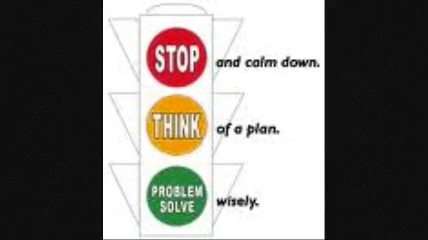 STOP and calm down.
THINK of a plan.
PROBLEM
SOLVE wisely.